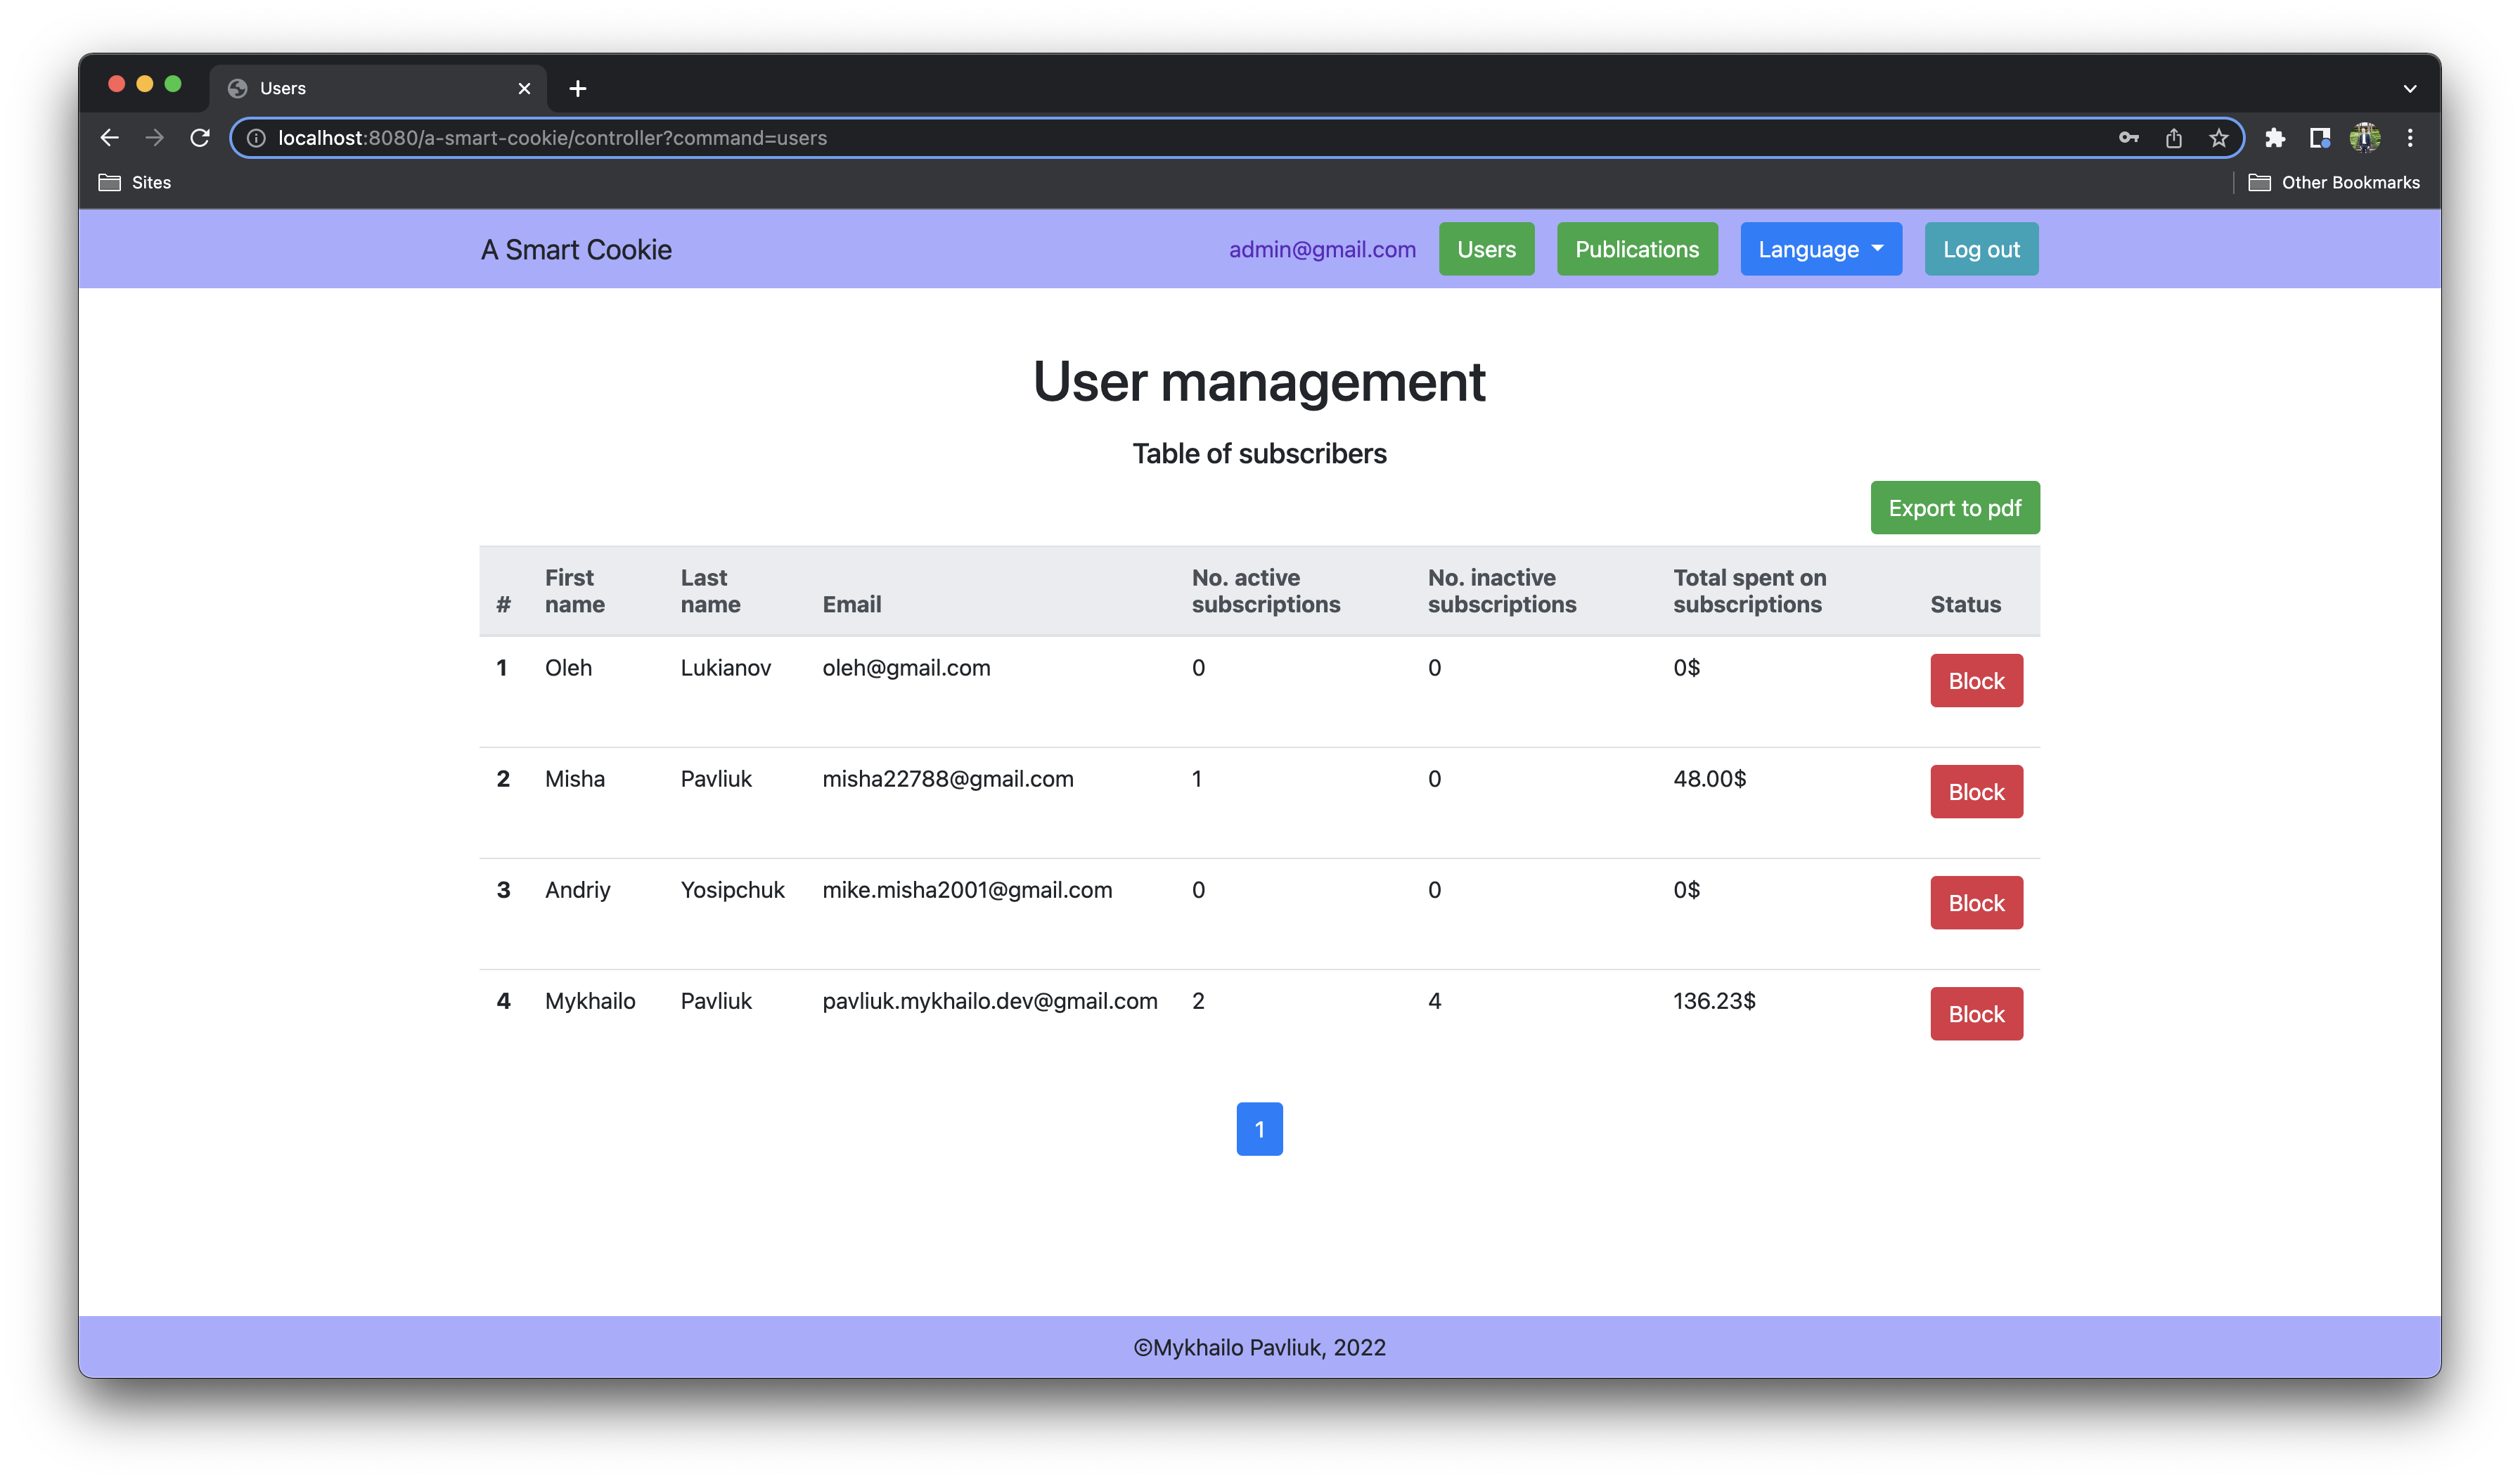 Users
localhost:8080/a-smart-cookie/controller?command=users
Sites
Other Bookmarks
A Smart Cookie
admin@gmail.com
Users
Publications
Language
Log out
User management
Table of subscribers
Export to pdf
# First name Last name Email No. active subscriptions No. inactive subscriptions Total spent on subscriptions Status
1 Oleh Lukianov oleh@gmail.com 0 0 0$ Block
2 Misha Pavliuk misha22788@gmail.com 1 0 48.00$ Block
3 Andriy Yosipchuk mike.misha2001@gmail.com 0 0 0$ Block
4 Mykhailo Pavliuk pavliuk.mykhailo.dev@gmail.com 2 4 136.23$ Block
1
©Mykhailo Pavliuk, 2022